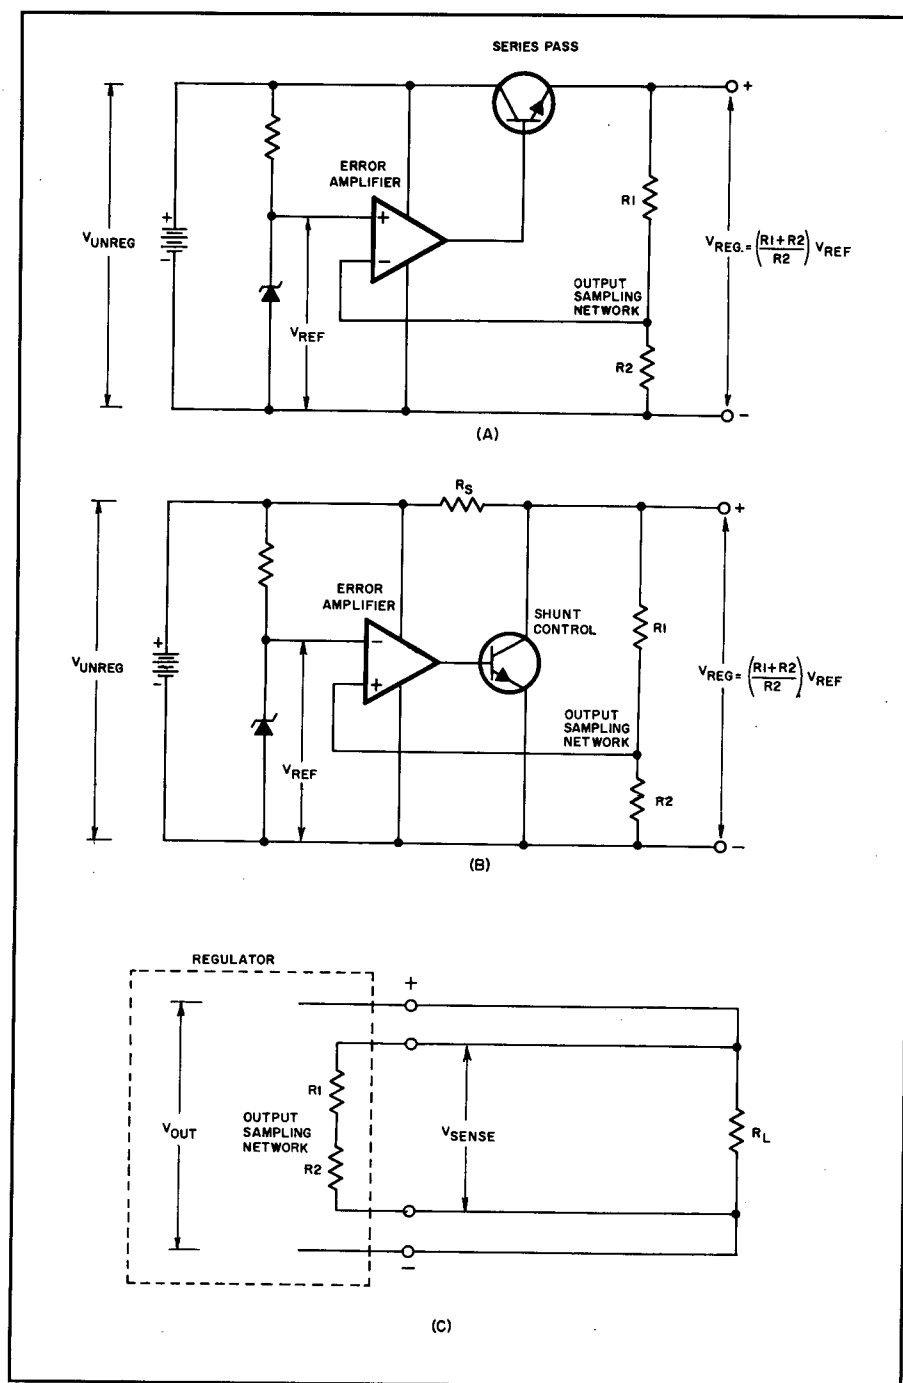 SERIES PASS
+
ERROR
AMPLIFIER
+
-
VUNREG
+
-
R1
VREG. = (R1+R2/R2) VREF
OUTPUT
SAMPLING
NETWORK
VREF
R2
-
(A)
RS
+
ERROR
AMPLIFIER
SHUNT
CONTROL
-
+
VUNREG
+
-
R1
VREG = (R1+R2/R2) VREF
OUTPUT
SAMPLING
NETWORK
VREF
R2
-
(B)
REGULATOR
+
R1
VOUT
OUTPUT
SAMPLING
NETWORK
R2
VSENSE
RL
-
(C)